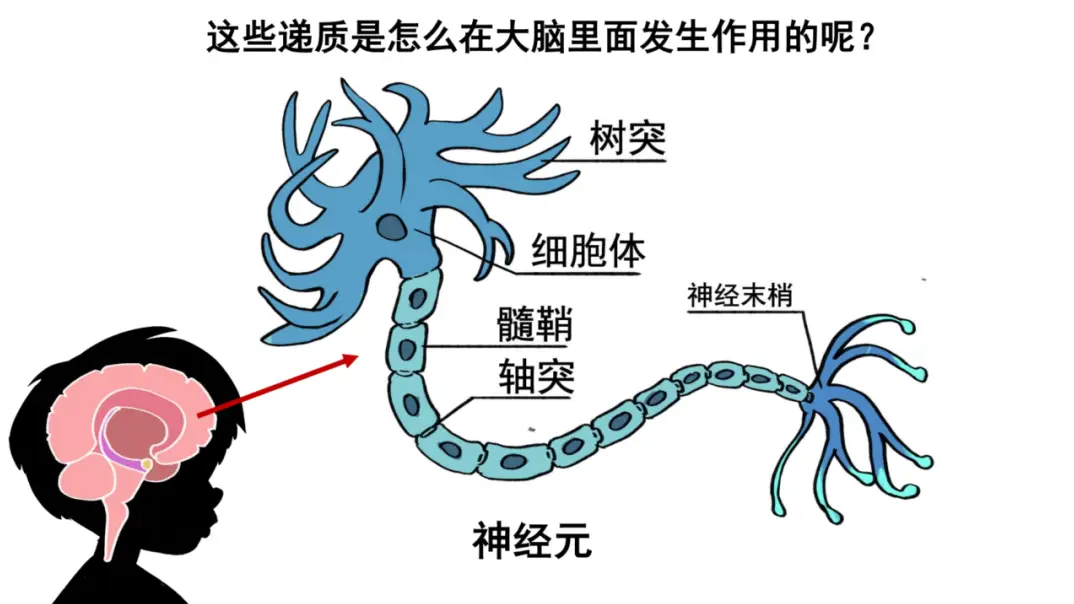 这些递质是怎么在大脑里面发生作用的呢？
树突
细胞体
神经末梢
髓鞘
轴突
神经元